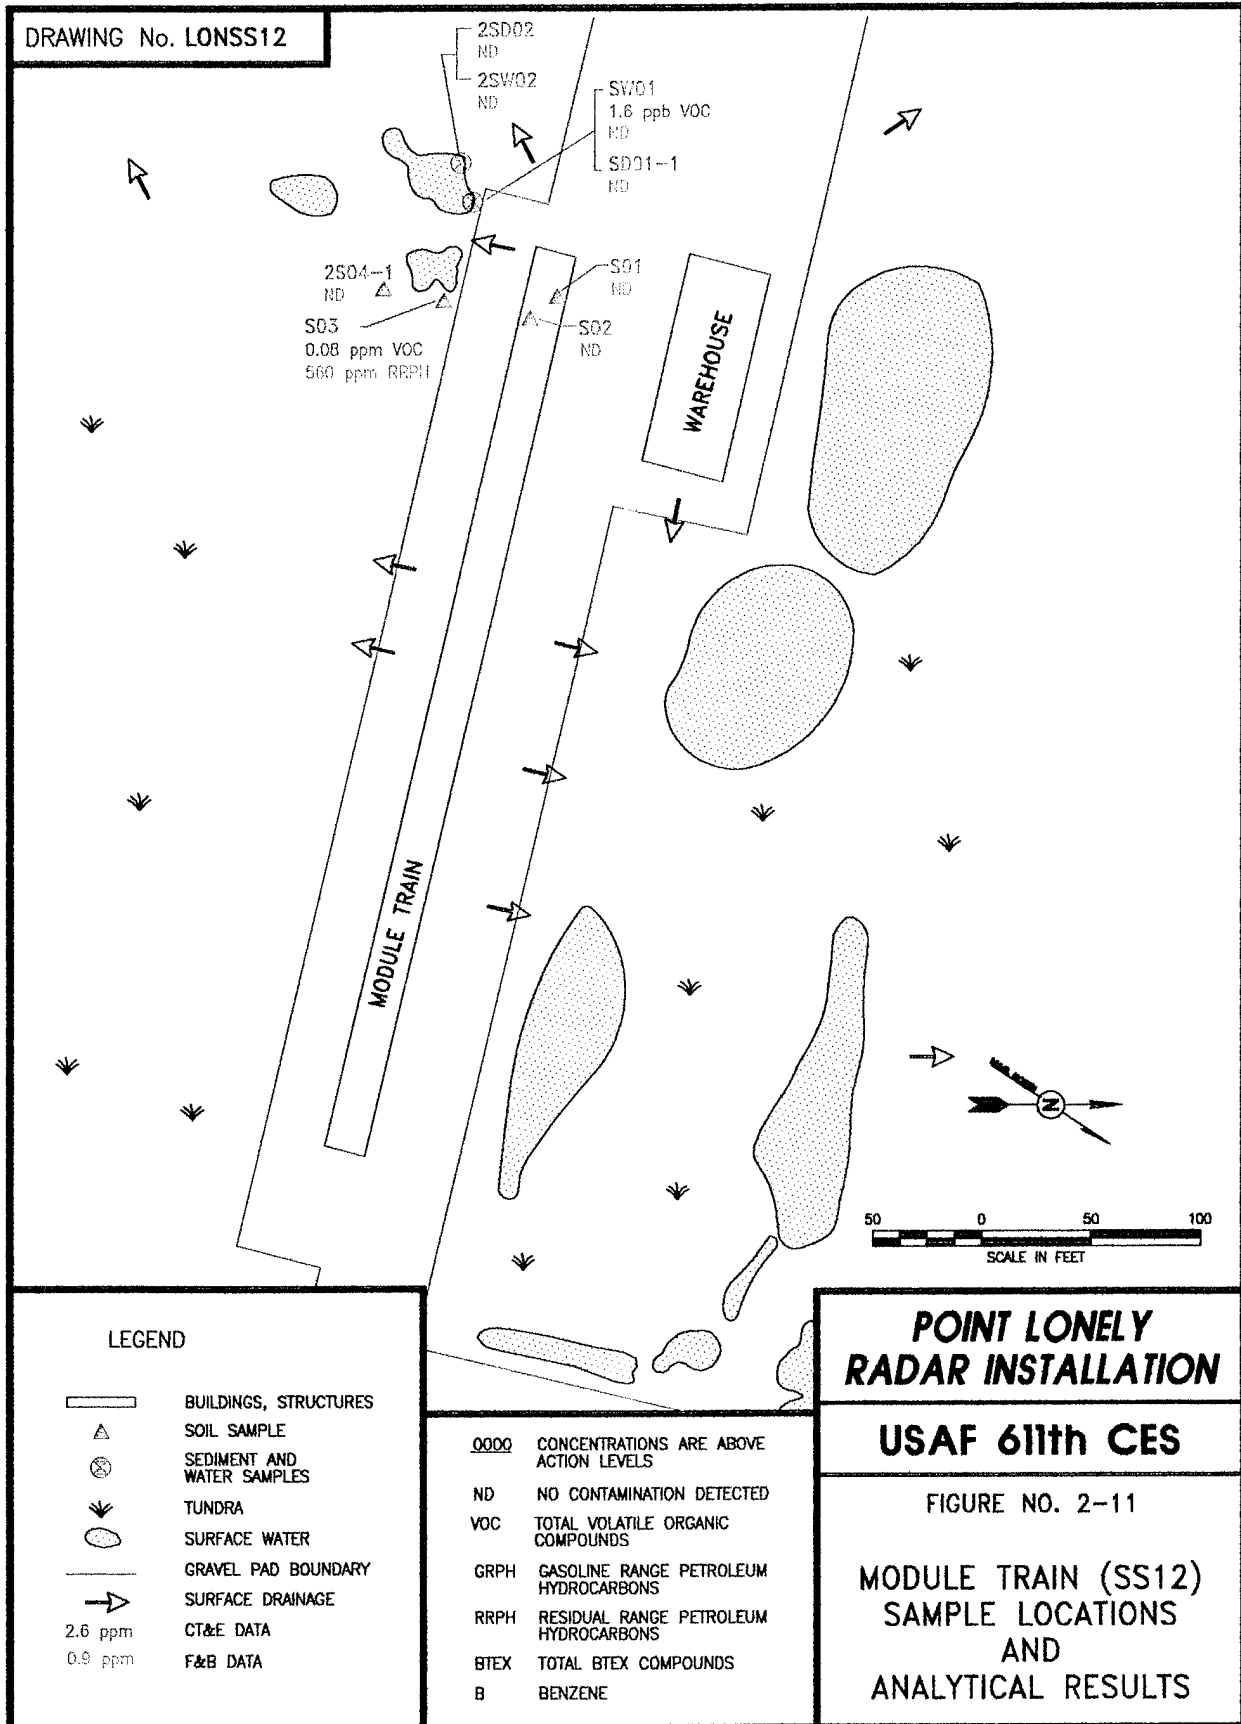 DRAWING No. LONSS12
2SD02
ND
2SW02
ND
SW01
1.6 ppb VOC
ND
SD01-1
ND
2S04-1
ND
S03
0.08 ppm VOC
560 ppm RRPH
S01
ND
S02
ND
WAREHOUSE
MODULE TRAIN
N
50 0 50 100
SCALE IN FEET
LEGEND
BUILDINGS, STRUCTURES
SOIL SAMPLE
SEDIMENT AND
WATER SAMPLES
TUNDRA
SURFACE WATER
GRAVEL PAD BOUNDARY
SURFACE DRAINAGE
2.6 ppm CT&E DATA
0.9 ppm F&B DATA
0000 CONCENTRATIONS ARE ABOVE
ACTION LEVELS
ND NO CONTAMINATION DETECTED
VOC TOTAL VOLATILE ORGANIC
COMPOUNDS
GRPH GASOLINE RANGE PETROLEUM
HYDROCARBONS
RRPH RESIDUAL RANGE PETROLEUM
HYDROCARBONS
BTEX TOTAL BTEX COMPOUNDS
B BENZENE
POINT LONELY
RADAR INSTALLATION
USAF 611th CES
FIGURE NO. 2-11
MODULE TRAIN (SS12)
SAMPLE LOCATIONS
AND
ANALYTICAL RESULTS